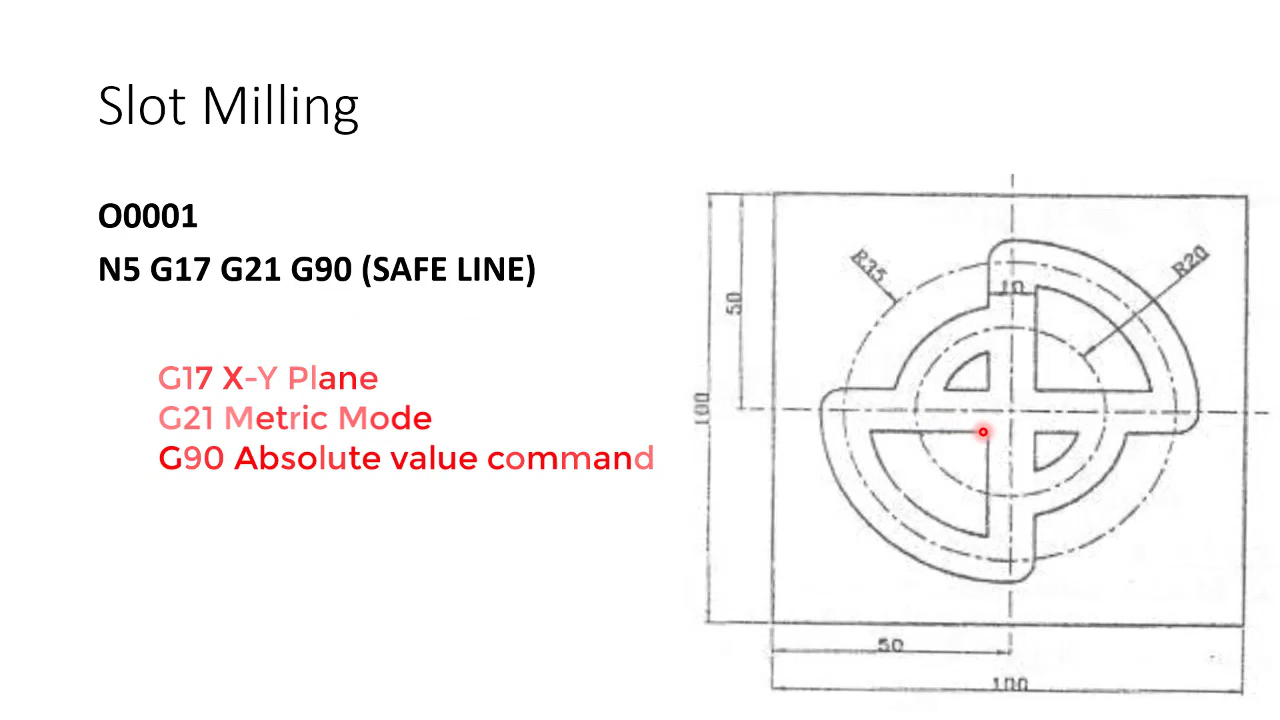 Slot Milling
O0001
N5 G17 G21 G90 (SAFE LINE)
G17 X-Y Plane
G21 Metric Mode
G90 Absolute value command
R35
R20
10
50
100
50
100